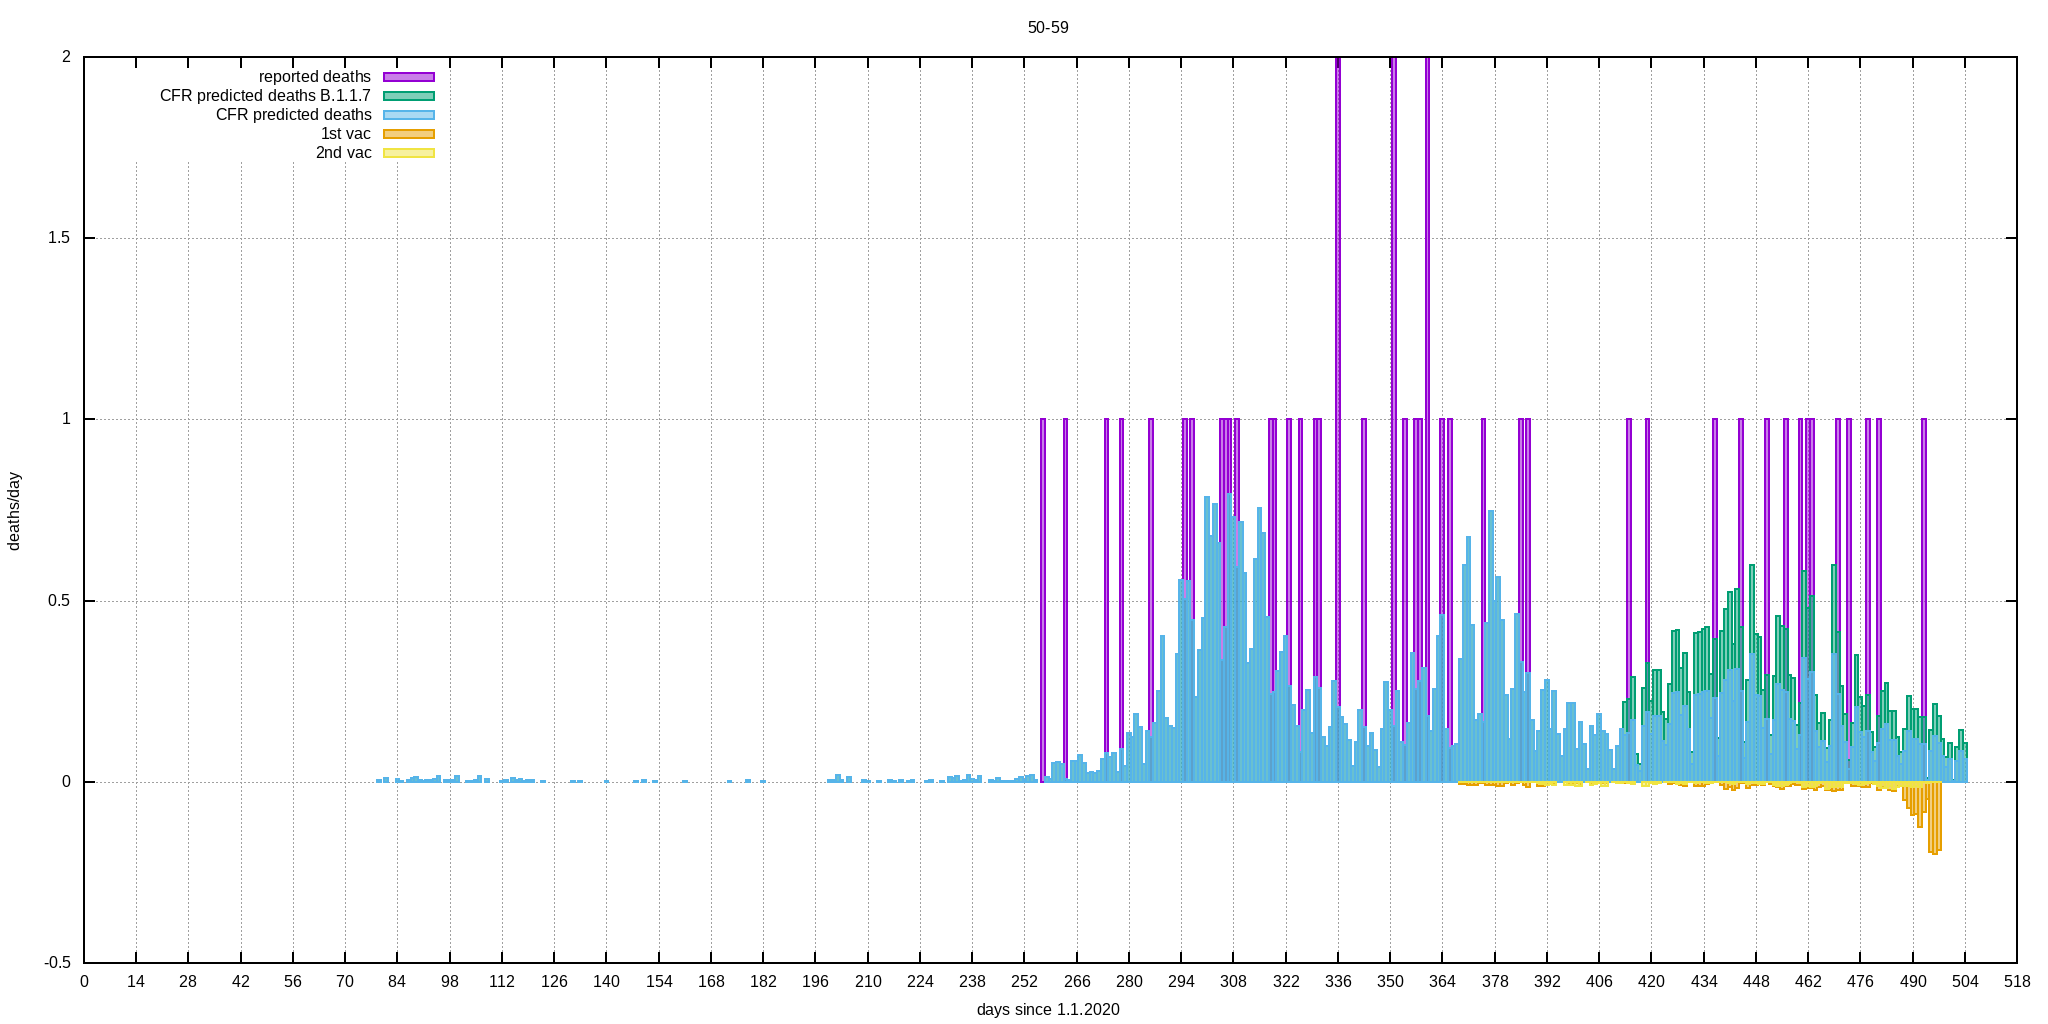 50-59
2
1.5
1
0.5
0
-0.5
deaths/day
reported deaths
CFR predicted deaths B.1.1.7
CFR predicted deaths
1st vac
2nd vac
0 14 28 42 56 70 84 98 112 126 140 154 168 182 196 210 224 238 252 266 280 294 308 322 336 350 364 378 392 406 420 434 448 462 476 490 504 518
days since 1.1.2020